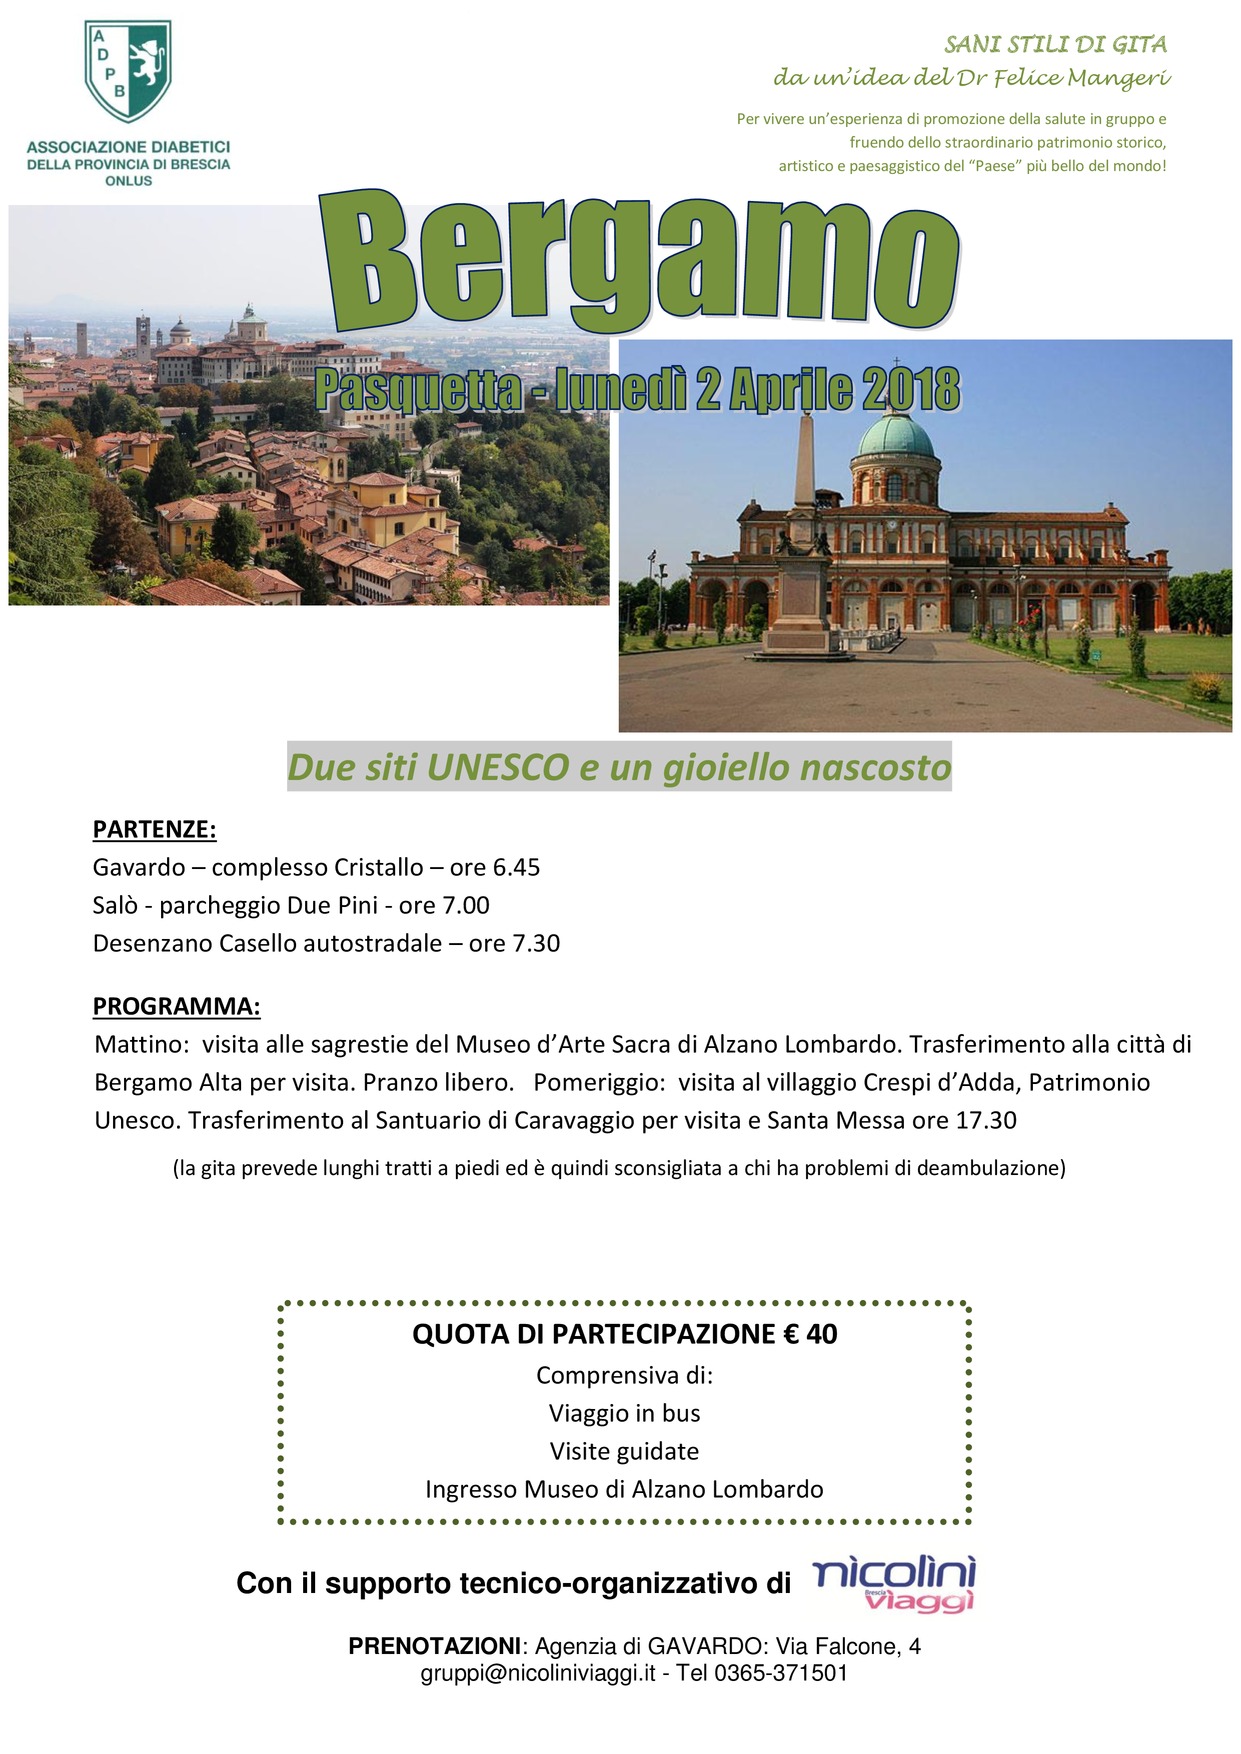 A
D
P
B
ASSOCIAZIONE DIABETICI
DELLA PROVINCIA DI BRESCIA
ONLUS
SANI STILI DI GITA
da un'idea del Dr Felice Mangeri
Per vivere un'esperienza di promozione della salute in gruppo e
fruendo dello straordinario patrimonio storico,
artistico e paesaggistico del “Paese” più bello del mondo!
Bergamo
Pasquetta - lunedì 2 Aprile 2018
Due siti UNESCO e un gioiello nascosto
PARTENZE:
Gavardo – complesso Cristallo – ore 6.45
Salò - parcheggio Due Pini - ore 7.00
Desenzano Casello autostradale – ore 7.30
PROGRAMMA:
Mattino:  visita alle sagrestie del Museo d'Arte Sacra di Alzano Lombardo. Trasferimento alla città di
Bergamo Alta per visita. Pranzo libero.   Pomeriggio:  visita al villaggio Crespi d'Adda, Patrimonio
Unesco. Trasferimento al Santuario di Caravaggio per visita e Santa Messa ore 17.30
(la gita prevede lunghi tratti a piedi ed è quindi sconsigliata a chi ha problemi di deambulazione)
QUOTA DI PARTECIPAZIONE € 40
Comprensiva di:
Viaggio in bus
Visite guidate
Ingresso Museo di Alzano Lombardo
Con il supporto tecnico-organizzativo di
nìcolìnì
Brescia
vìaggì
PRENOTAZIONI: Agenzia di GAVARDO: Via Falcone, 4
gruppi@nicoliniviaggi.it - Tel 0365-371501